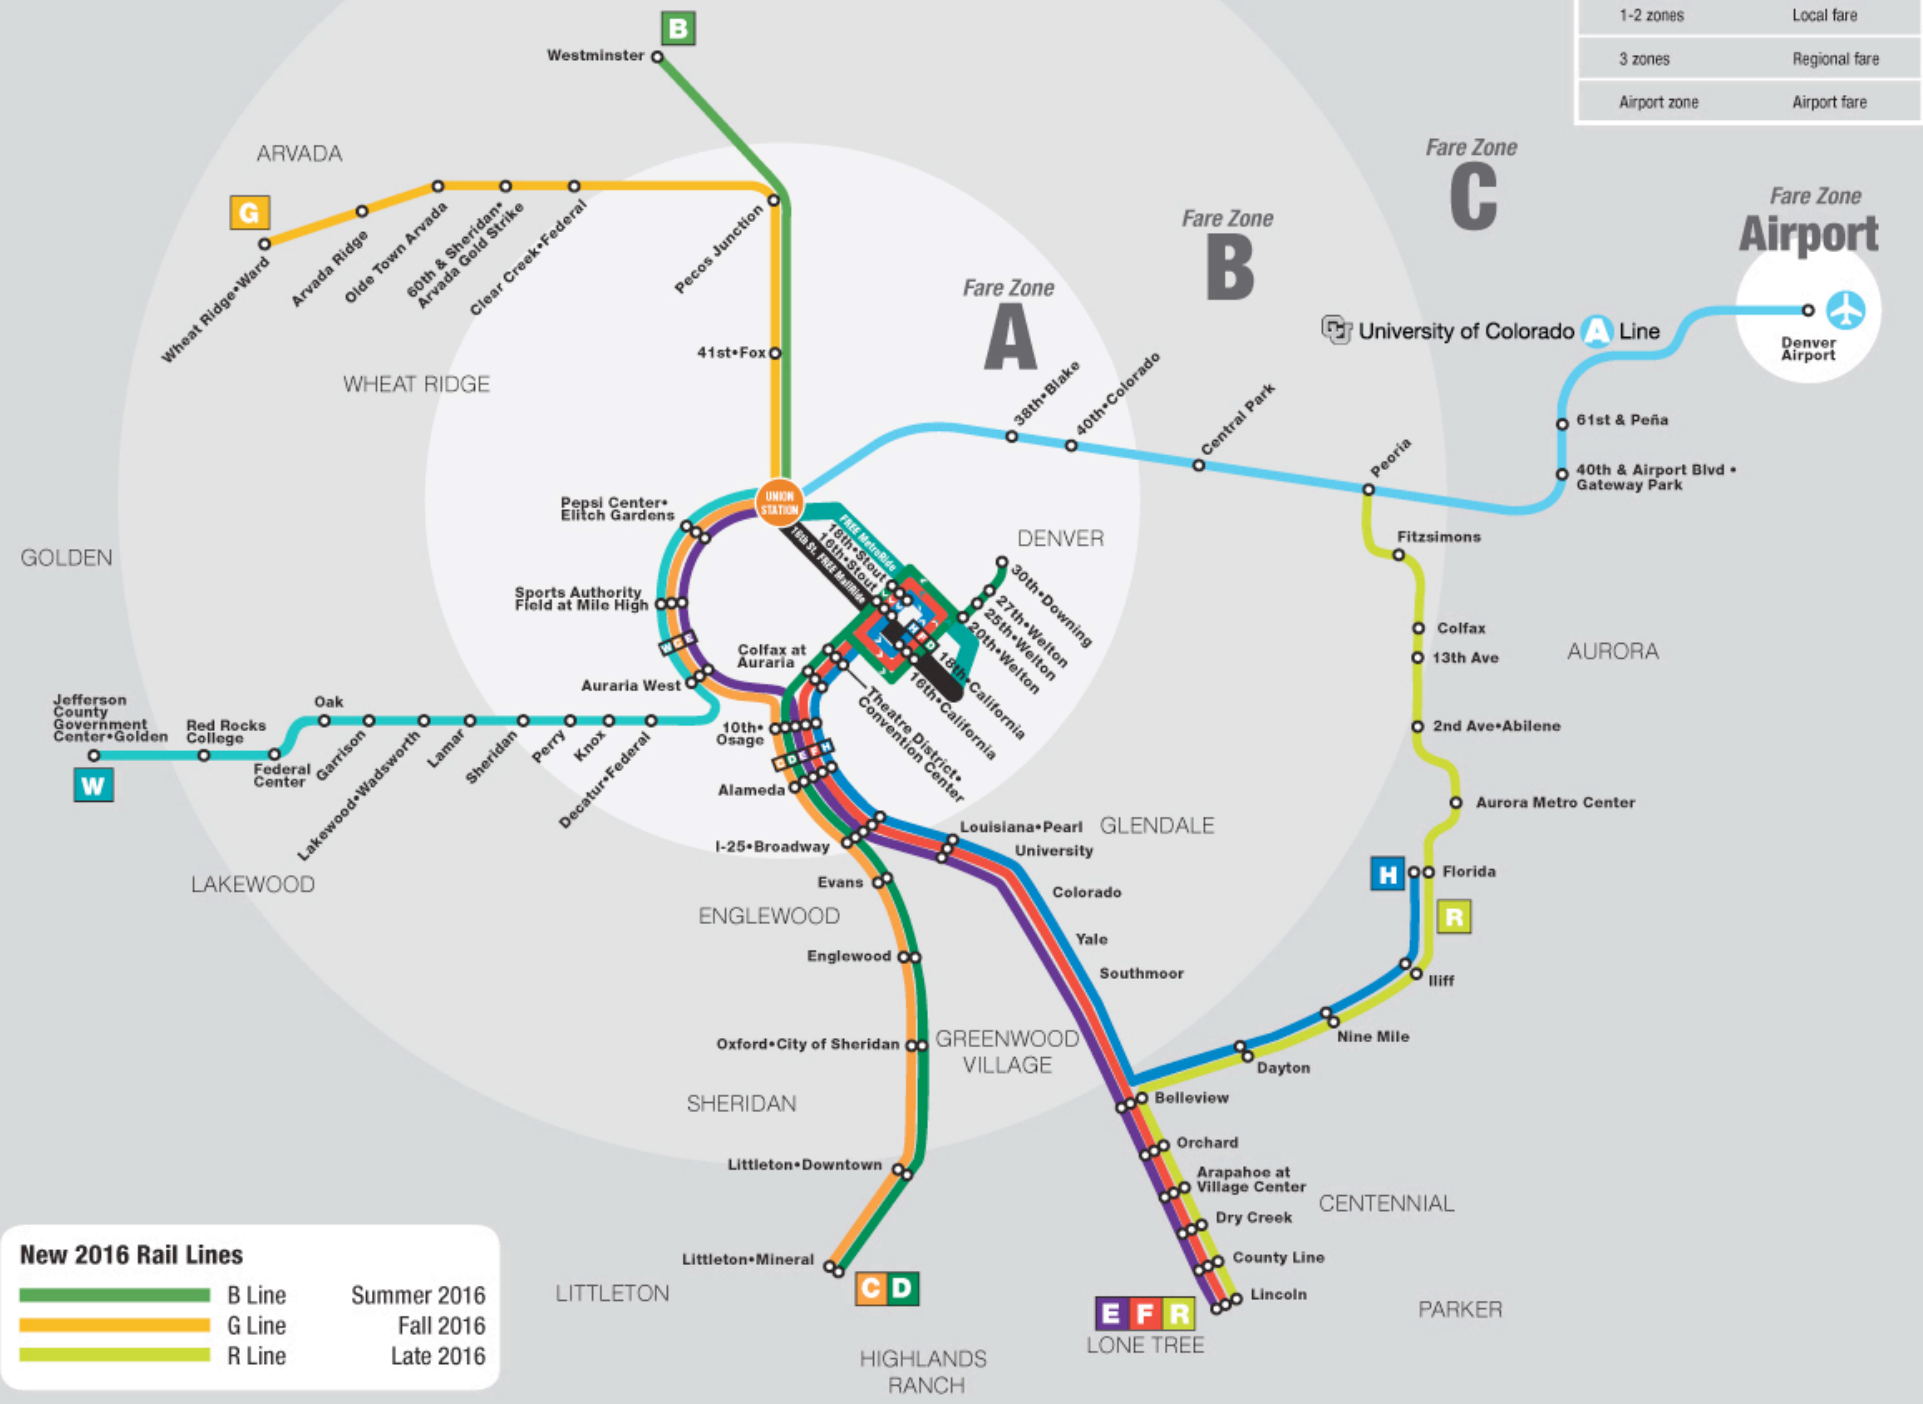 1-2 zones Local fare
3 zones Regional fare
Airport zone Airport fare
B
Westminster
ARVADA
G
Wheat Ridge•Ward
Arvada Ridge
Olde Town Arvada
60th & Sheridan•
Arvada Gold Strike
Clear Creek•Federal
Pecos Junction
41st•Fox
WHEAT RIDGE
Fare Zone
A
Fare Zone
B
Fare Zone
C
Fare Zone
Airport
University of Colorado A Line
Denver
Airport
38th•Blake
40th•Colorado
Central Park
Peoria
61st & Peña
40th & Airport Blvd •
Gateway Park
UNION
STATION
Pepsi Center•
Elitch Gardens
FREE MetroRide
18th•Stout
16th•Stout
16th St. FREE MallRide
DENVER
GOLDEN
Sports Authority
Field at Mile High
W C E
30th•Downing
27th•Welton
25th•Welton
20th•Welton
H F D
18th•California
16th•California
Colfax at
Auraria
Theatre District•
Convention Center
Auraria West
10th•
Osage
C D E F H
Alameda
I-25•Broadway
Jefferson
County
Government
Center•Golden
W
Red Rocks
College
Federal
Center
Oak
Garrison
Lakewood•Wadsworth
Lamar
Sheridan
Perry
Knox
Decatur•Federal
LAKEWOOD
Fitzsimons
Colfax
13th Ave
AURORA
2nd Ave•Abilene
Aurora Metro Center
H
Florida
R
Iliff
Nine Mile
Dayton
Louisiana•Pearl
GLENDALE
University
Colorado
Yale
Southmoor
Evans
ENGLEWOOD
Englewood
Oxford•City of Sheridan
GREENWOOD
VILLAGE
SHERIDAN
Littleton•Downtown
Littleton•Mineral
C D
LITTLETON
Belleview
Orchard
Arapahoe at
Village Center
CENTENNIAL
Dry Creek
County Line
Lincoln
E F R
LONE TREE
PARKER
HIGHLANDS
RANCH
New 2016 Rail Lines
B Line Summer 2016
G Line Fall 2016
R Line Late 2016